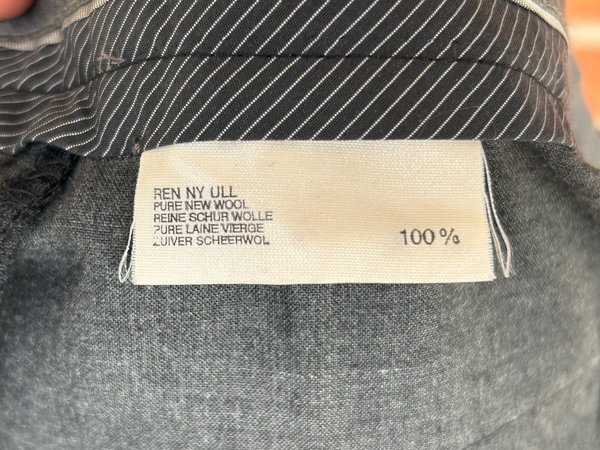 REN NY ULL
PURE NEW WOOL
REINE SCHUR WOLLE
PURE LAINE VIERGE
ZUIVER SCHEERWOL
100%